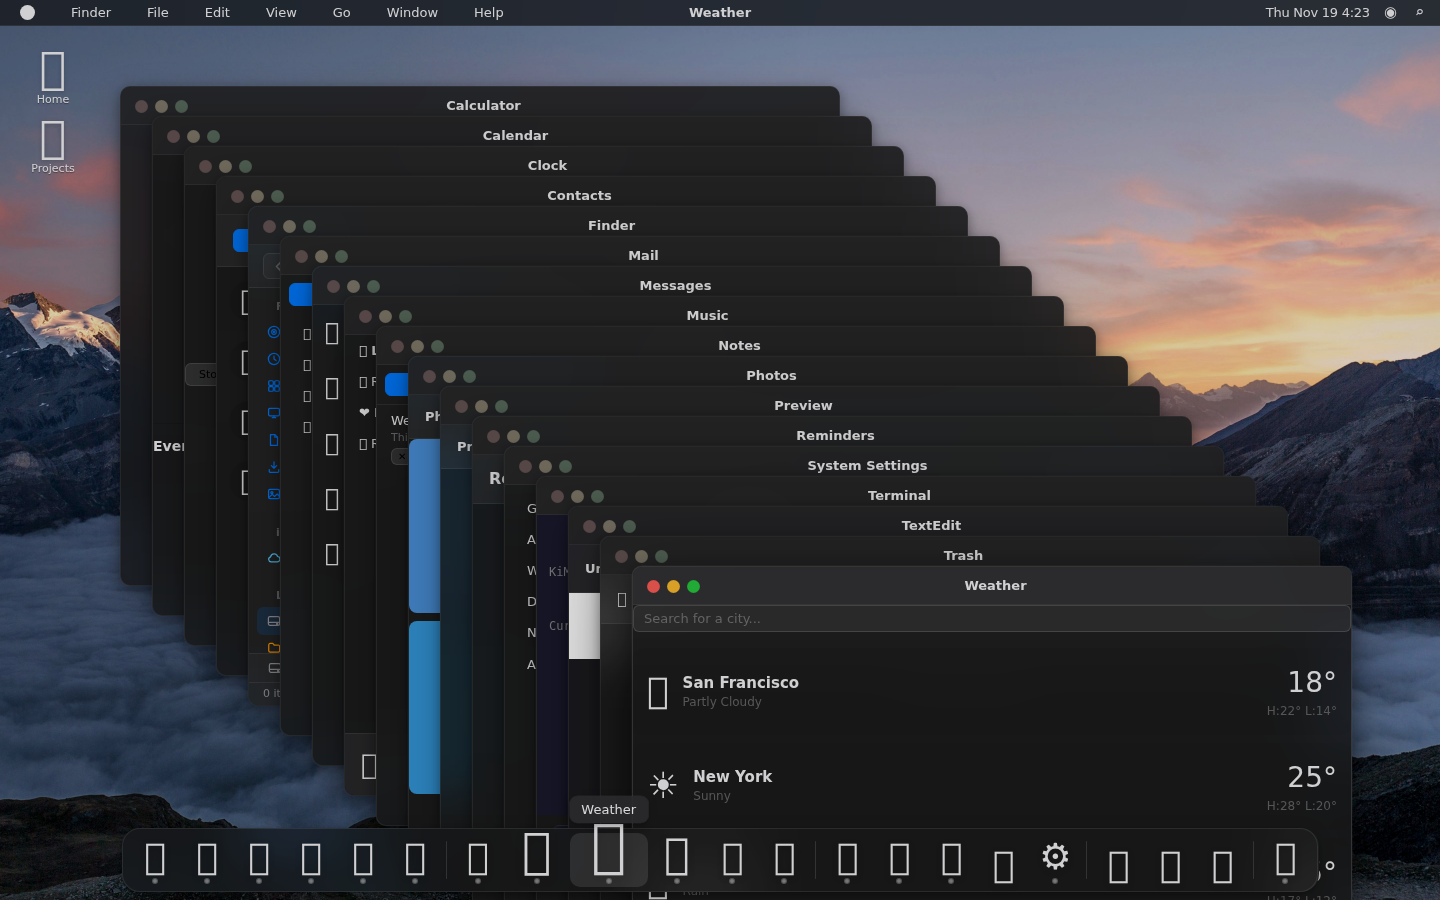 Finder File Edit View Go Window Help Weather Thu Nov 19 4:23
Home
Projects
Calculator
Calendar
Clock
Contacts
Finder
Mail
Messages
Music
Notes
Photos
Preview
Reminders
System Settings
Terminal
TextEdit
Trash
Weather
Search for a city...
San Francisco
Partly Cloudy
18°
H:22° L:14°
New York
Sunny
25°
H:28° L:20°
Weather
0 it